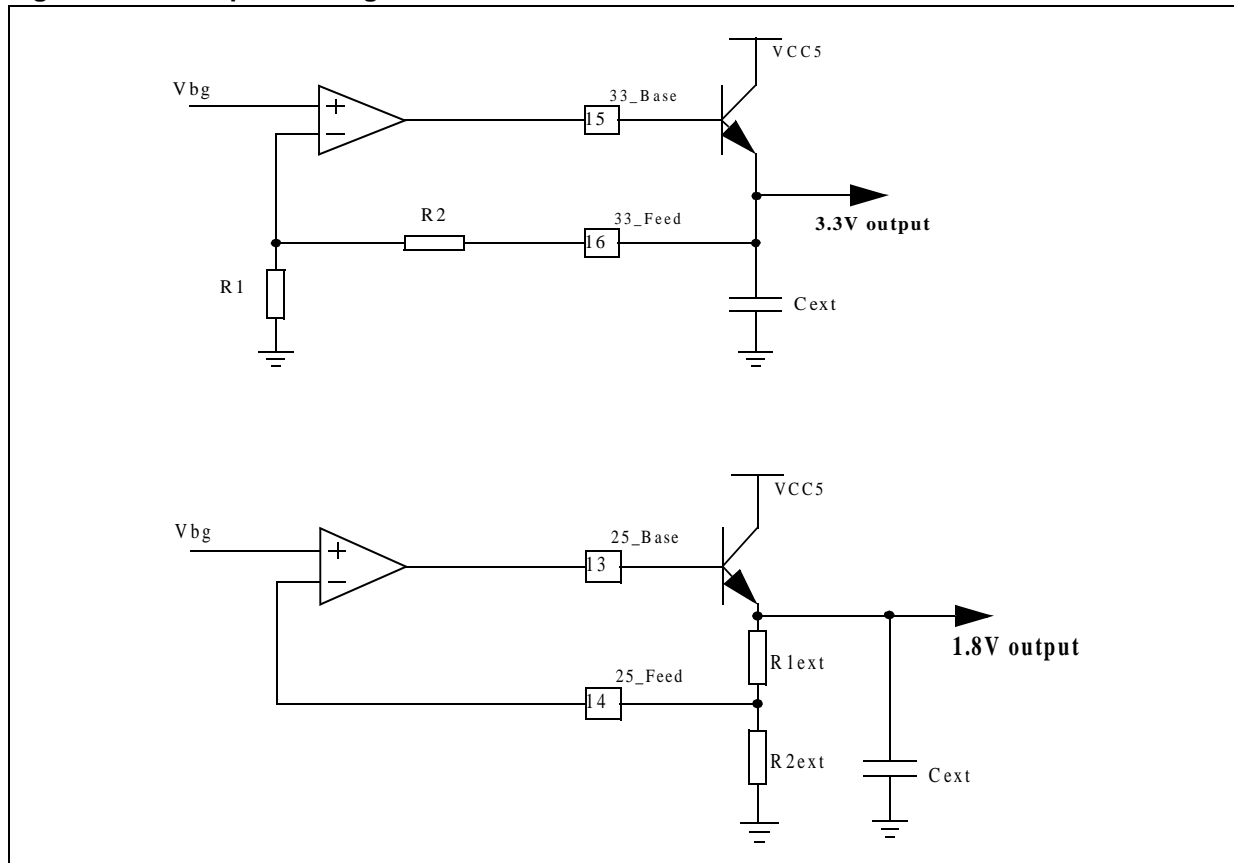 VCC5
Vbg
+
33_Base
15
−
3.3V output
R2
33_Feed
16
R1
Cext
VCC5
Vbg
+
25_Base
13
−
1.8V output
R1ext
25_Feed
14
R2ext
Cext